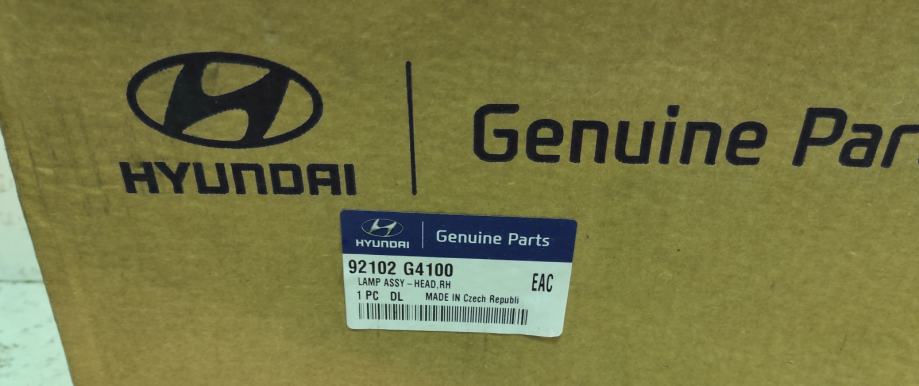 HYUNDAI
Genuine Par
HYUNDAI
Genuine Parts
92102 G4100
LAMP ASSY-HEAD,RH
EAC
1 PC DL MADE IN Czech Republi